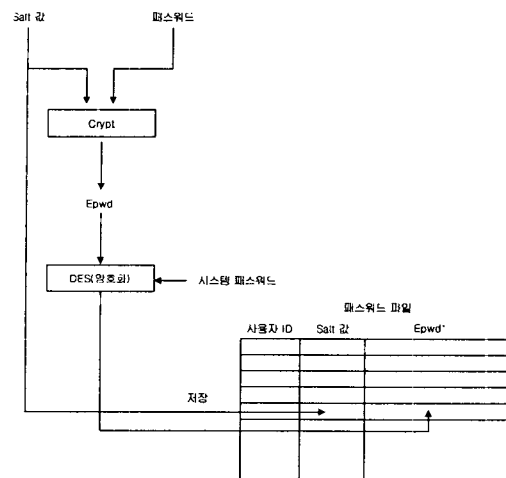 Salt 값
패스워드
Crypt
Epwd
DES(암호화)
시스템 패스워드
패스워드 파일
사용자 ID
Salt 값
Epwd*
저장